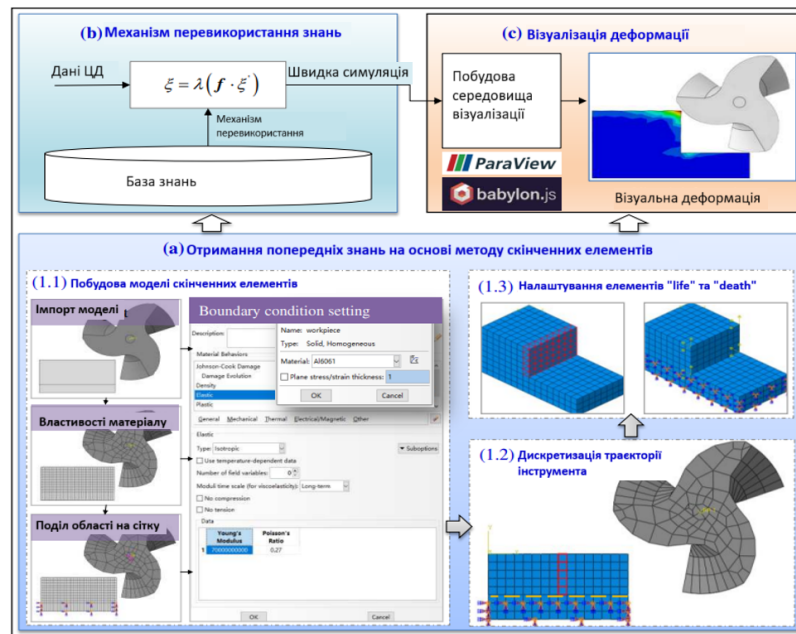 (b) Механізм перевикористання знань
Дані ЦД
ξ = λ(f · ξ')
Швидка симуляція
Механізм
перевикористання
База знань
(c) Візуалізація деформації
Побудова
середовища
візуалізації
ParaView
babylon.js
Візуальна деформація
(a) Отримання попередніх знань на основі методу скінченних елементів
(1.1) Побудова моделі скінченних елементів
Імпорт моделі
Властивості матеріалу
Поділ області на сітку
Boundary condition setting
Description:
Name: workpiece
Type: Solid, Homogeneous
Material: Al6061
Plane stress/strain thickness: 1
OK Cancel
Material Behaviors
Johnson-Cook Damage
Damage Evolution
Density
Elastic
Plastic
General Mechanical Thermal Electrical/Magnetic Other
Elastic
Type: Isotropic
Suboptions
Use temperature-dependent data
Number of field variables: 0
Moduli time scale (for viscoelasticity): Long-term
No compression
No tension
Data
Young's Poisson's
Modulus Ratio
1 70000000000 0.27
OK Cancel
(1.3) Налаштування елементів "life" та "death"
(1.2) Дискретизація траєкторії
інструмента